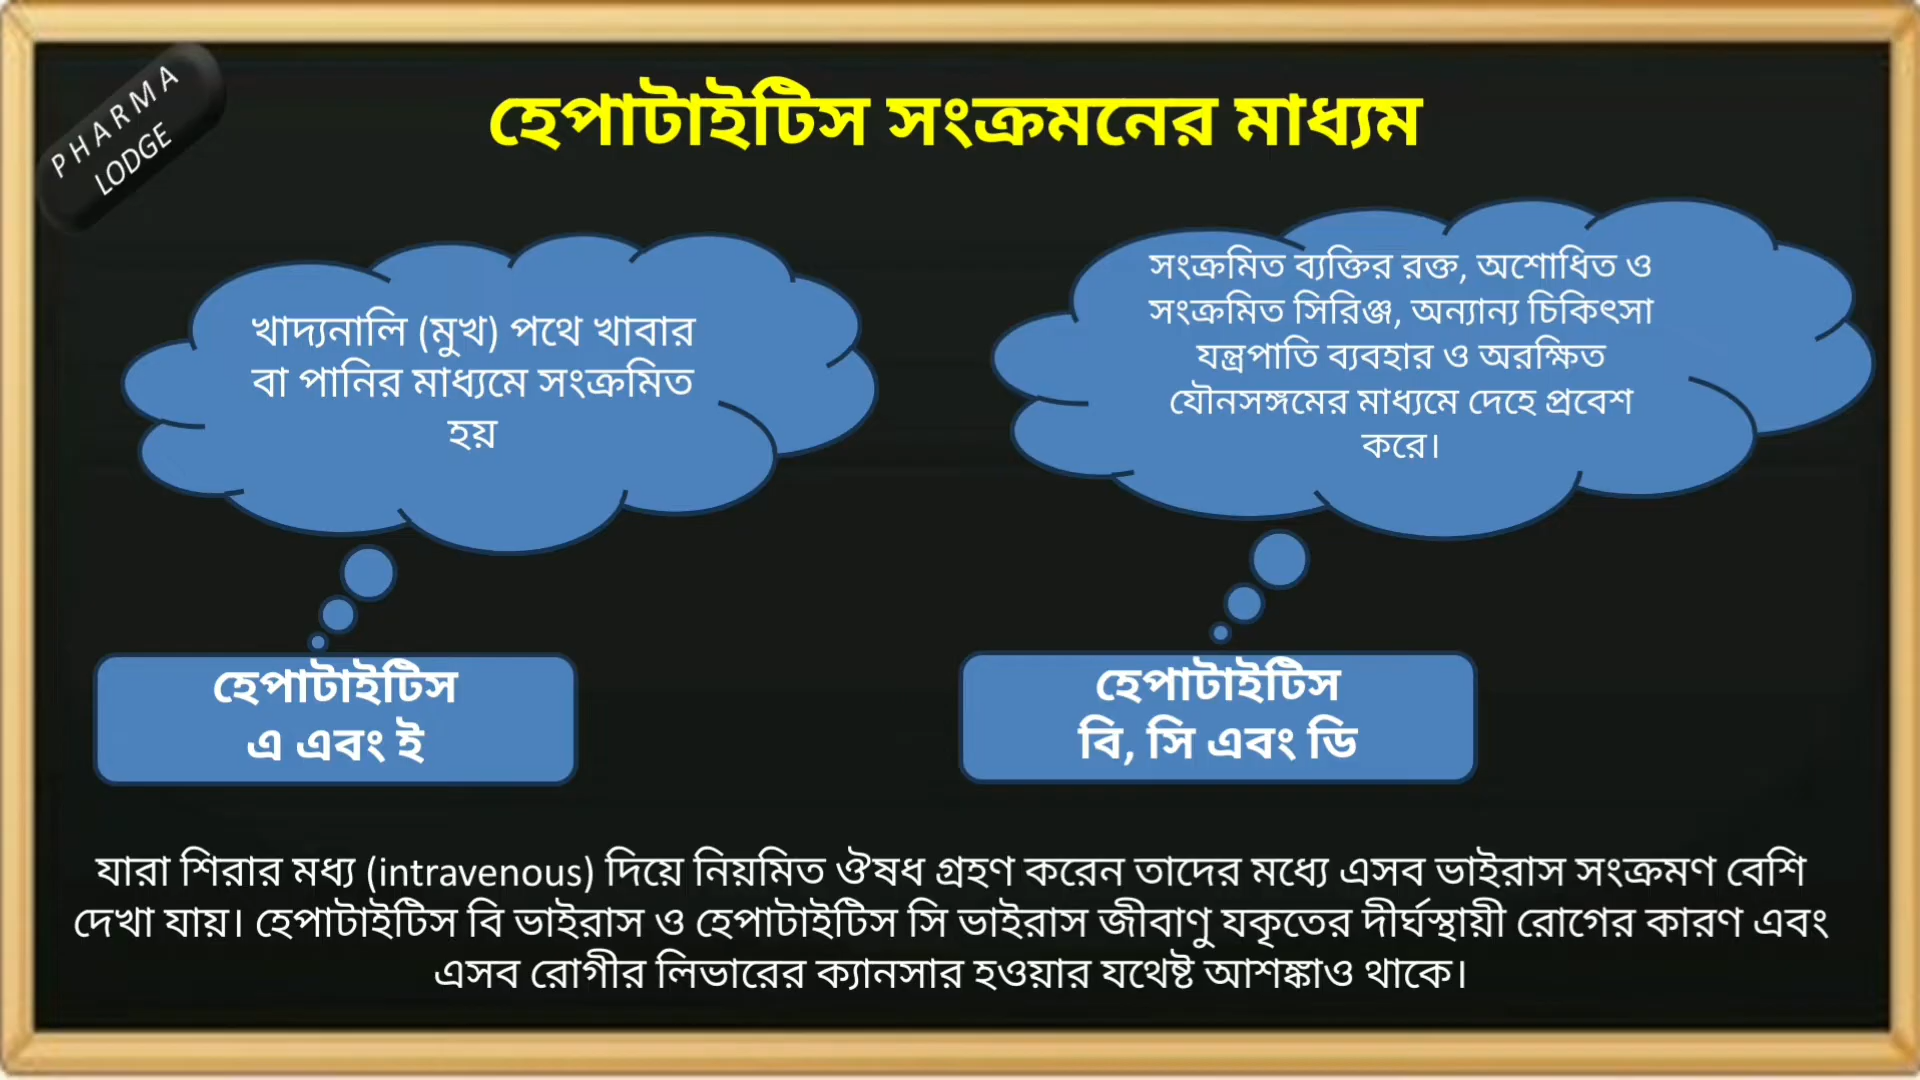 PHARMA
LODGE
হেপাটাইটিস সংক্রমনের মাধ্যম
খাদ্যনালি (মুখ) পথে খাবার
বা পানির মাধ্যমে সংক্রমিত
হয়
সংক্রমিত ব্যক্তির রক্ত, অশোধিত ও
সংক্রমিত সিরিঞ্জ, অন্যান্য চিকিৎসা
যন্ত্রপাতি ব্যবহার ও অরক্ষিত
যৌনসঙ্গমের মাধ্যমে দেহে প্রবেশ
করে।
হেপাটাইটিস
এ এবং ই
হেপাটাইটিস
বি, সি এবং ডি
যারা শিরার মধ্য (intravenous) দিয়ে নিয়মিত ঔষধ গ্রহণ করেন তাদের মধ্যে এসব ভাইরাস সংক্রমণ বেশি
দেখা যায়। হেপাটাইটিস বি ভাইরাস ও হেপাটাইটিস সি ভাইরাস জীবাণু যকৃতের দীর্ঘস্থায়ী রোগের কারণ এবং
এসব রোগীর লিভারের ক্যানসার হওয়ার যথেষ্ট আশঙ্কাও থাকে।